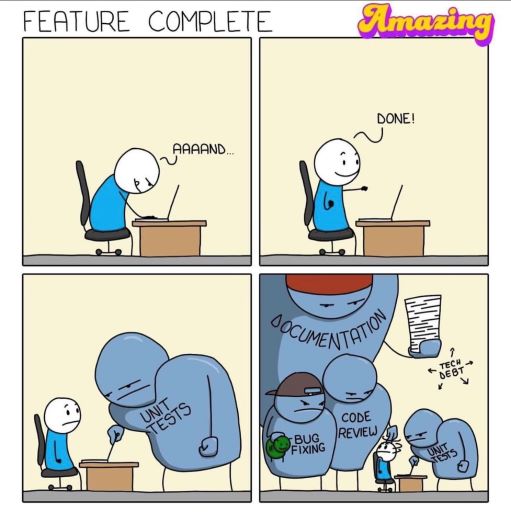 FEATURE COMPLETE
Amazing
AAAAND...
DONE!
UNIT
TESTS
DOCUMENTATION
TECH
DEBT
CODE
REVIEW
BUG
FIXING
UNIT
TESTS